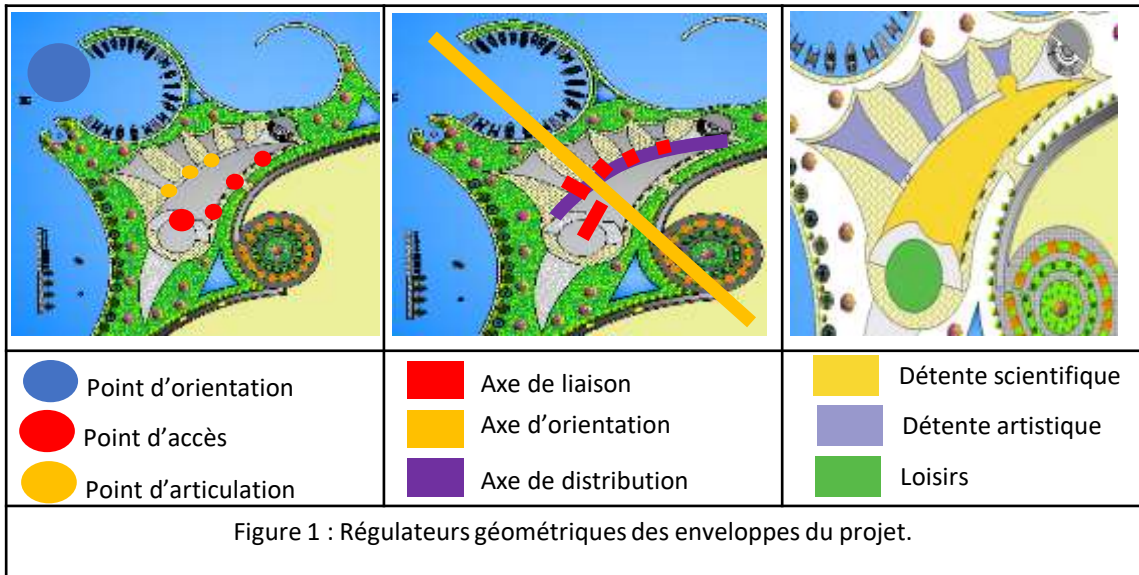 Point d'orientation
Point d'accès
Point d'articulation
Axe de liaison
Axe d'orientation
Axe de distribution
Détente scientifique
Détente artistique
Loisirs
Figure 1 : Régulateurs géométriques des enveloppes du projet.